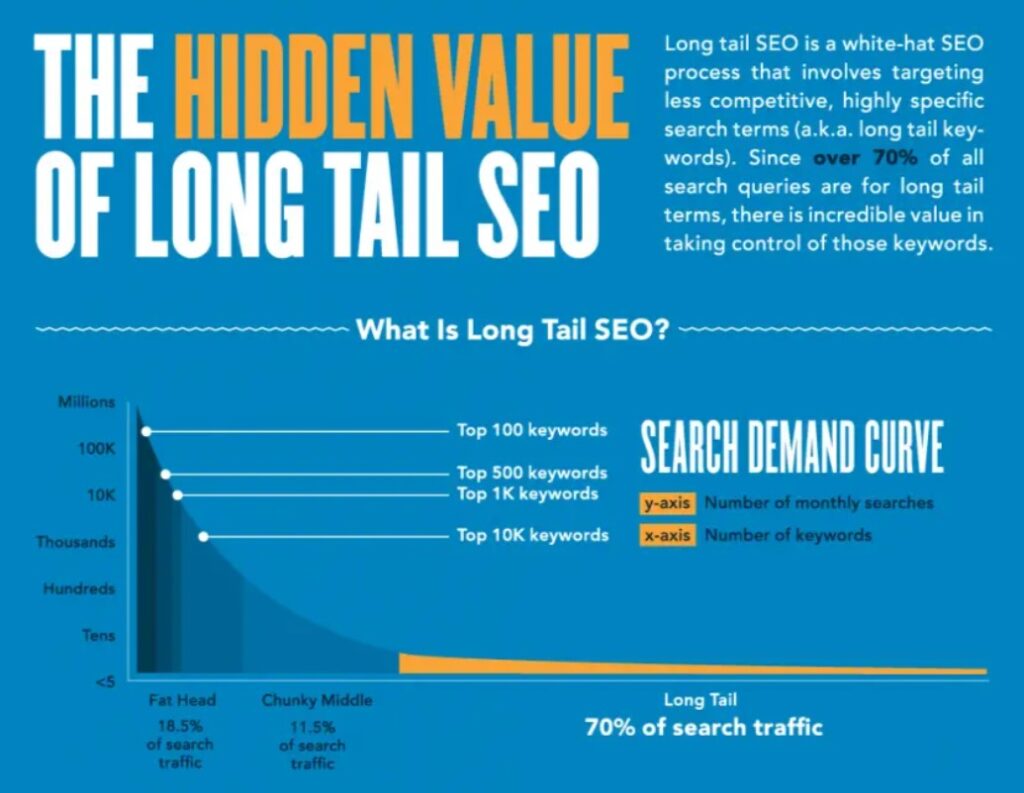 THE HIDDEN VALUE
OF LONG TAIL SEO
Long tail SEO is a white-hat SEO
process that involves targeting
less competitive, highly specific
search terms (a.k.a. long tail key-
words). Since over 70% of all
search queries are for long tail
terms, there is incredible value in
taking control of those keywords.
What Is Long Tail SEO?
Millions
100K
10K
Thousands
Hundreds
Tens
<5
Top 100 keywords
Top 500 keywords
Top 1K keywords
Top 10K keywords
SEARCH DEMAND CURVE
y-axis Number of monthly searches
x-axis Number of keywords
Fat Head
18.5%
of search
traffic
Chunky Middle
11.5%
of search
traffic
Long Tail
70% of search traffic